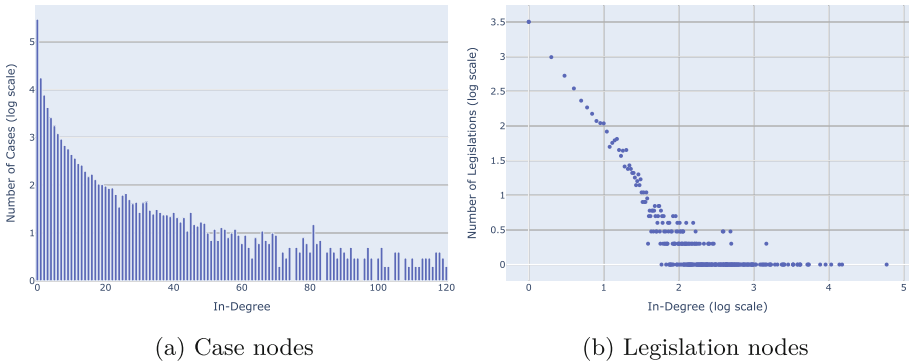 Number of Cases (log scale)
5
4
3
2
1
0
0 20 40 60 80 100 120
In-Degree
(a) Case nodes
Number of Legislations (log scale)
3.5
3
2.5
2
1.5
1
0.5
0
0 1 2 3 4 5
In-Degree (log scale)
(b) Legislation nodes